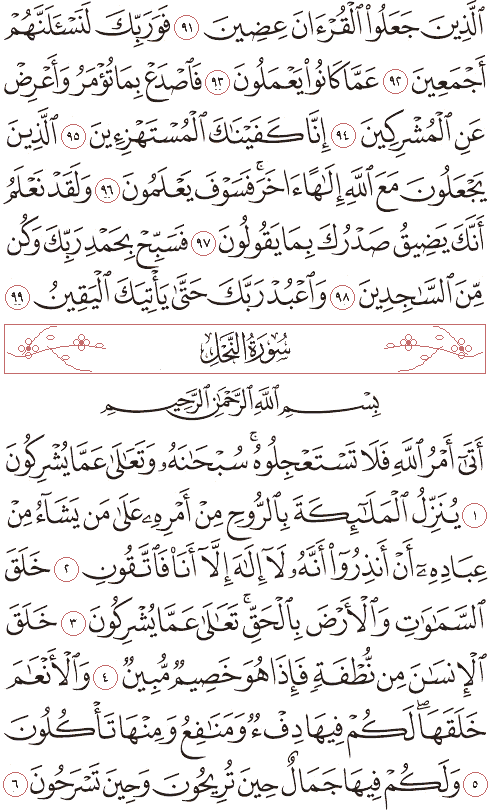 ٱلَّذِينَ جَعَلُوا۟ ٱلْقُرْءَانَ عِضِينَ ٩١ فَوَرَبِّكَ لَنَسْـَٔلَنَّهُمْ
أَجْمَعِينَ ٩٢ عَمَّا كَانُوا۟ يَعْمَلُونَ ٩٣ فَٱصْدَعْ بِمَا تُؤْمَرُ وَأَعْرِضْ
عَنِ ٱلْمُشْرِكِينَ ٩٤ إِنَّا كَفَيْنَـٰكَ ٱلْمُسْتَهْزِءِينَ ٩٥ ٱلَّذِينَ
يَجْعَلُونَ مَعَ ٱللَّهِ إِلَـٰهًا ءَاخَرَ ۚ فَسَوْفَ يَعْلَمُونَ ٩٦ وَلَقَدْ نَعْلَمُ
أَنَّكَ يَضِيقُ صَدْرُكَ بِمَا يَقُولُونَ ٩٧ فَسَبِّحْ بِحَمْدِ رَبِّكَ وَكُن
مِّنَ ٱلسَّـٰجِدِينَ ٩٨ وَٱعْبُدْ رَبَّكَ حَتَّىٰ يَأْتِيَكَ ٱلْيَقِينُ ٩٩
سُورَةُ النَّحْلِ
بِسْمِ ٱللَّهِ ٱلرَّحْمَـٰنِ ٱلرَّحِيمِ
أَتَىٰٓ أَمْرُ ٱللَّهِ فَلَا تَسْتَعْجِلُوهُ ۚ سُبْحَـٰنَهُۥ وَتَعَـٰلَىٰ عَمَّا يُشْرِكُونَ
١ يُنَزِّلُ ٱلْمَلَـٰٓئِكَةَ بِٱلرُّوحِ مِنْ أَمْرِهِۦ عَلَىٰ مَن يَشَآءُ مِنْ
عِبَادِهِۦٓ أَنْ أَنذِرُوٓا۟ أَنَّهُۥ لَآ إِلَـٰهَ إِلَّآ أَنَا۠ فَٱتَّقُونِ ٢ خَلَقَ
ٱلسَّمَـٰوَٰتِ وَٱلْأَرْضَ بِٱلْحَقِّ ۚ تَعَـٰلَىٰ عَمَّا يُشْرِكُونَ ٣ خَلَقَ
ٱلْإِنسَـٰنَ مِن نُّطْفَةٍ فَإِذَا هُوَ خَصِيمٌ مُّبِينٌ ٤ وَٱلْأَنْعَـٰمَ
خَلَقَهَا ۗ لَكُمْ فِيهَا دِفْءٌ وَمَنَـٰفِعُ وَمِنْهَا تَأْكُلُونَ
٥ وَلَكُمْ فِيهَا جَمَالٌ حِينَ تُرِيحُونَ وَحِينَ تَسْرَحُونَ ٦